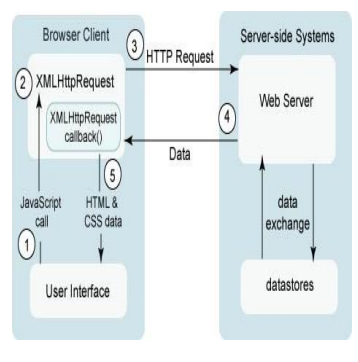 Browser Client
Server-side Systems
3
HTTP Request
2
XMLHttpRequest
Web Server
XMLHttpRequest
callback()
4
Data
5
JavaScript
call
HTML &
CSS data
data
exchange
1
User Interface
datastores